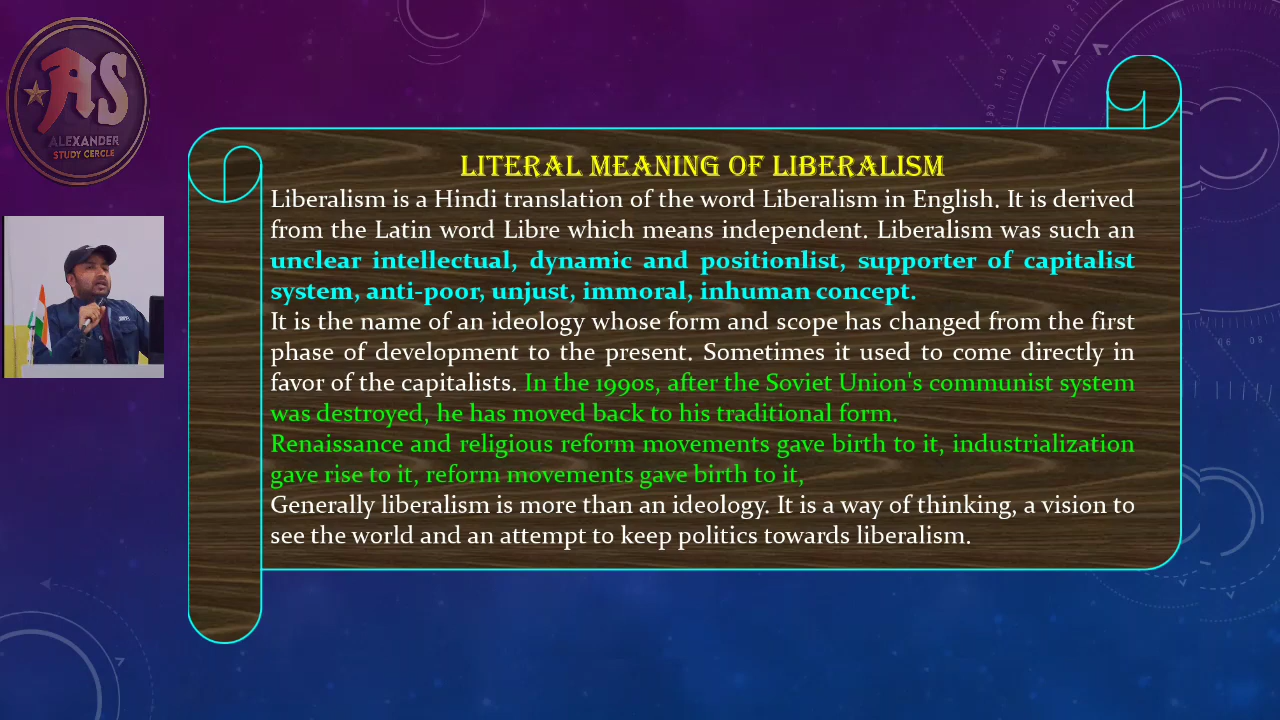 AS
ALEXANDER
STUDY CERCLE
LITERAL MEANING OF LIBERALISM
Liberalism is a Hindi translation of the word Liberalism in English. It is derived
from the Latin word Libre which means independent. Liberalism was such an
unclear intellectual, dynamic and positionlist, supporter of capitalist
system, anti-poor, unjust, immoral, inhuman concept.
It is the name of an ideology whose form and scope has changed from the first
phase of development to the present. Sometimes it used to come directly in
favor of the capitalists. In the 1990s, after the Soviet Union's communist system
was destroyed, he has moved back to his traditional form.
Renaissance and religious reform movements gave birth to it, industrialization
gave rise to it, reform movements gave birth to it,
Generally liberalism is more than an ideology. It is a way of thinking, a vision to
see the world and an attempt to keep politics towards liberalism.